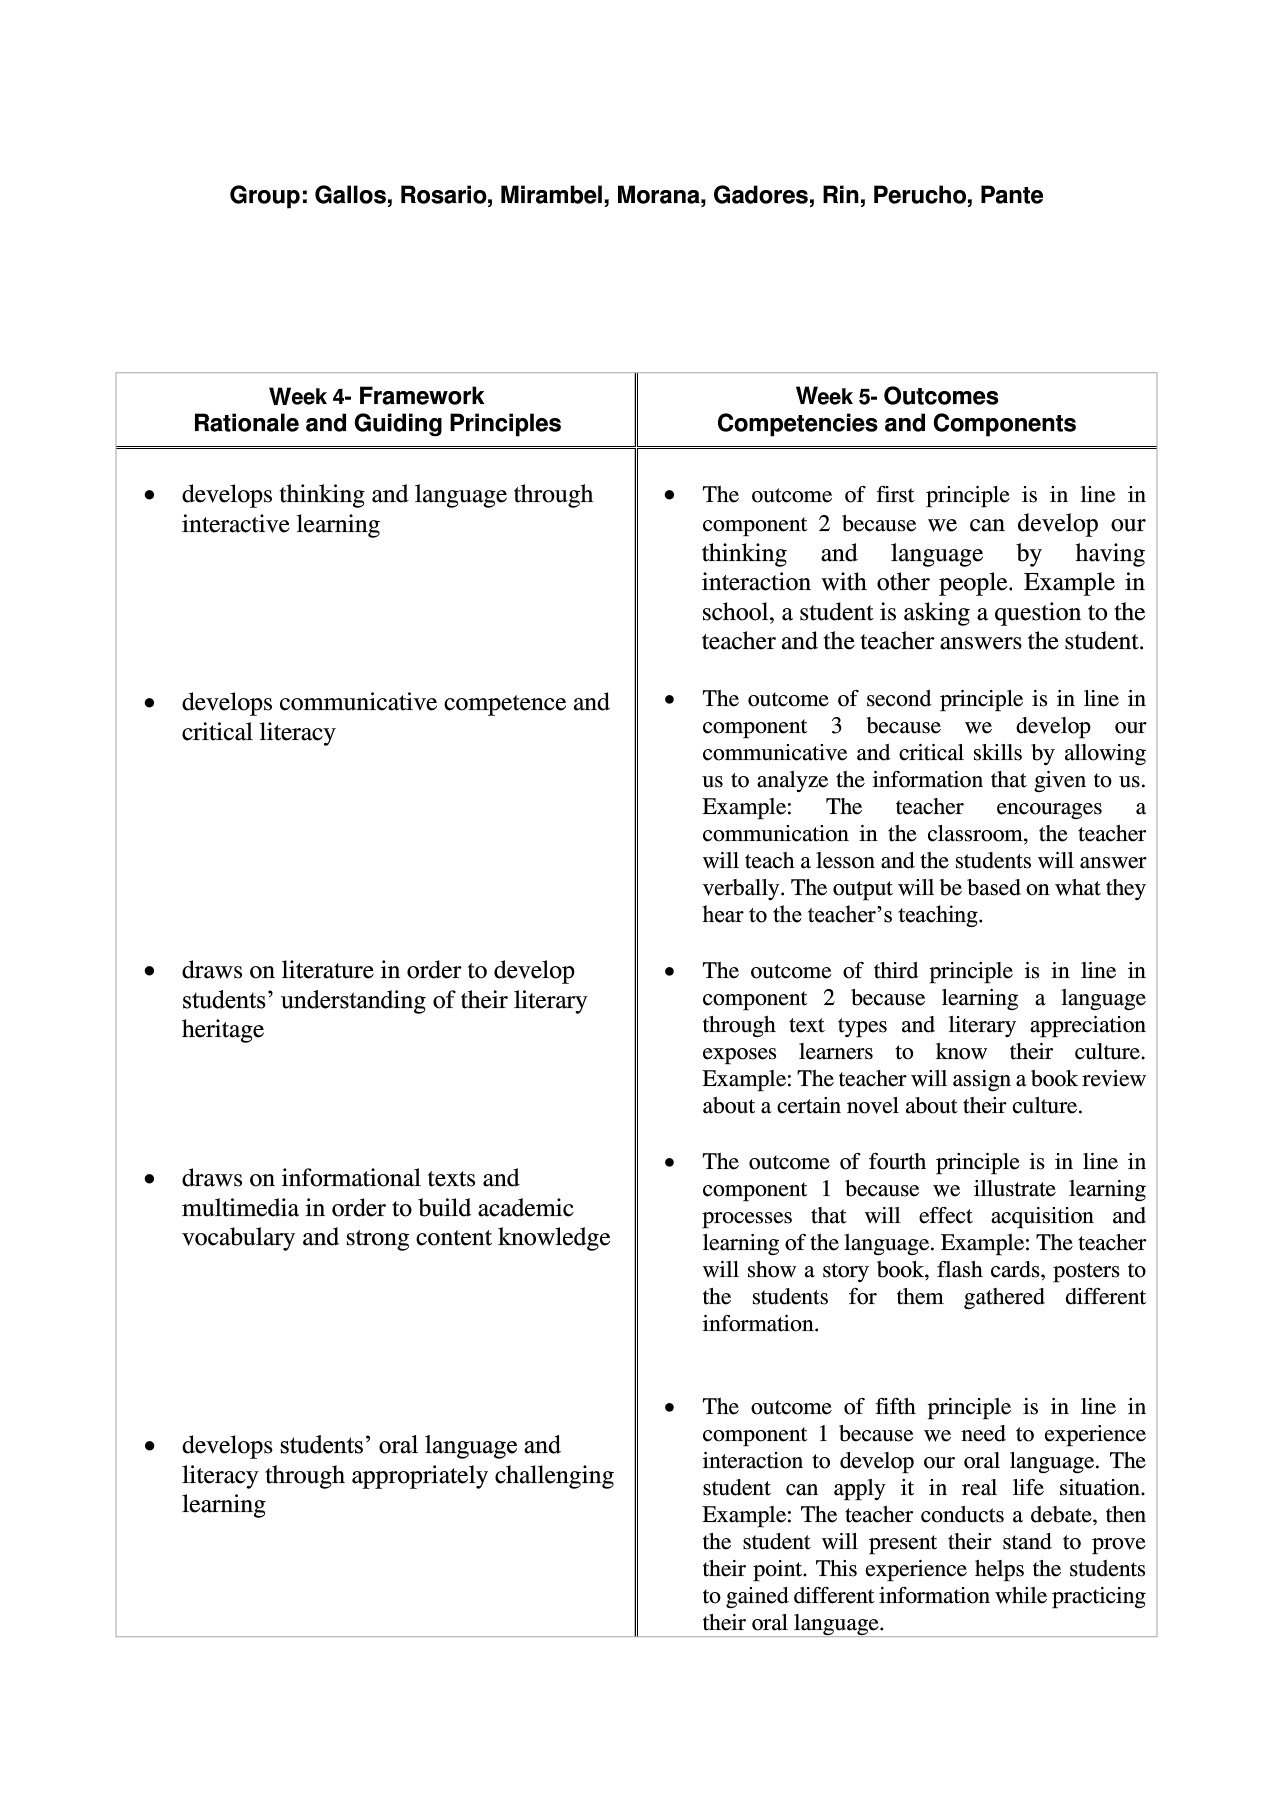 Group: Gallos, Rosario, Mirambel, Morana, Gadores, Rin, Perucho, Pante
Week 4- Framework
Rationale and Guiding Principles
Week 5- Outcomes
Competencies and Components
• develops thinking and language through
interactive learning
• The outcome of first principle is in line in
component 2 because we can develop our
thinking and language by having
interaction with other people. Example in
school, a student is asking a question to the
teacher and the teacher answers the student.
• develops communicative competence and
critical literacy
• The outcome of second principle is in line in
component 3 because we develop our
communicative and critical skills by allowing
us to analyze the information that given to us.
Example: The teacher encourages a
communication in the classroom, the teacher
will teach a lesson and the students will answer
verbally. The output will be based on what they
hear to the teacher’s teaching.
• draws on literature in order to develop
students’ understanding of their literary
heritage
• The outcome of third principle is in line in
component 2 because learning a language
through text types and literary appreciation
exposes learners to know their culture.
Example: The teacher will assign a book review
about a certain novel about their culture.
• draws on informational texts and
multimedia in order to build academic
vocabulary and strong content knowledge
• The outcome of fourth principle is in line in
component 1 because we illustrate learning
processes that will effect acquisition and
learning of the language. Example: The teacher
will show a story book, flash cards, posters to
the students for them gathered different
information.
• develops students’ oral language and
literacy through appropriately challenging
learning
• The outcome of fifth principle is in line in
component 1 because we need to experience
interaction to develop our oral language. The
student can apply it in real life situation.
Example: The teacher conducts a debate, then
the student will present their stand to prove
their point. This experience helps the students
to gained different information while practicing
their oral language.